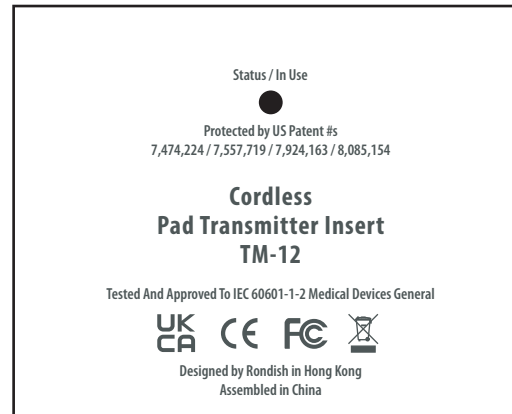 Status / In Use
Protected by US Patent #s
7,474,224 / 7,557,719 / 7,924,163 / 8,085,154
Cordless
Pad Transmitter Insert
TM-12
Tested And Approved To IEC 60601-1-2 Medical Devices General
UK
CA CE FC
Designed by Rondish in Hong Kong
Assembled in China